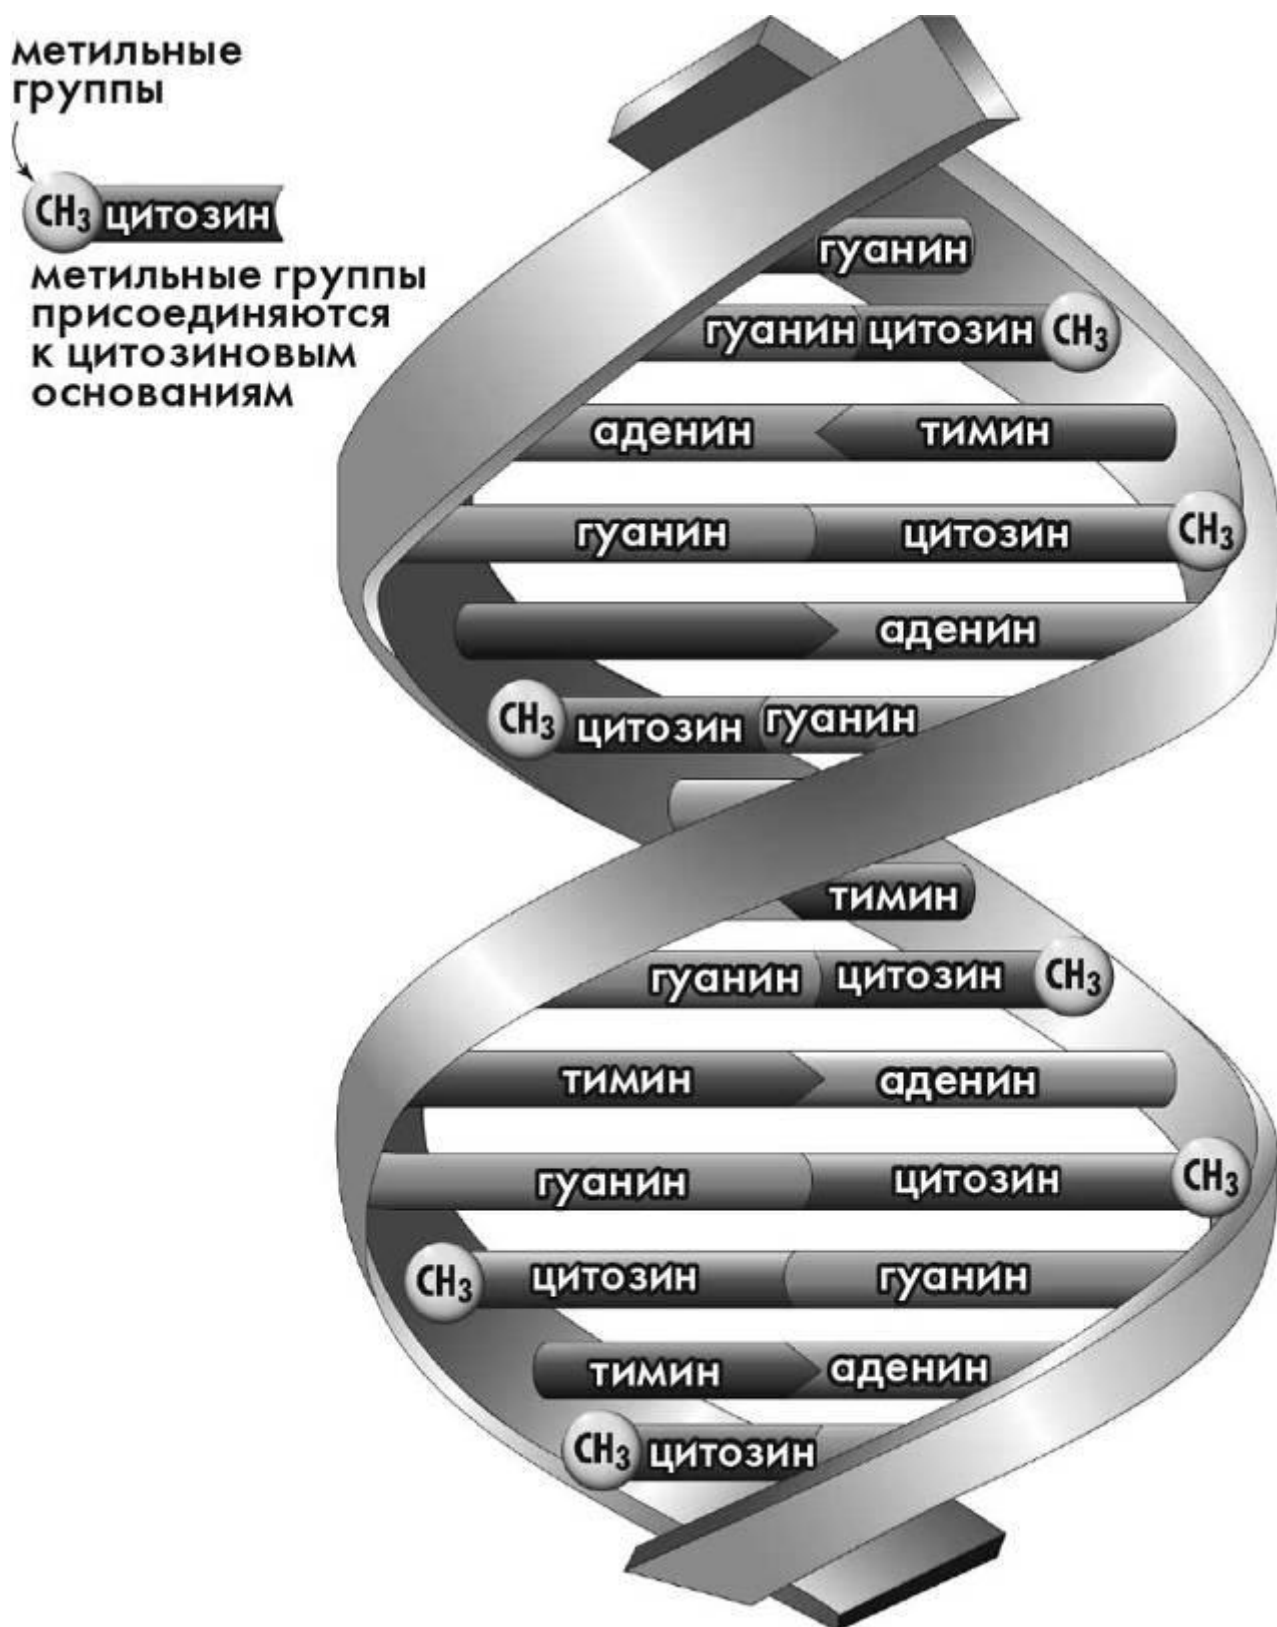 метильные
группы
CH₃ цитозин
метильные группы
присоединяются
к цитозиновым
основаниям
гуанин
гуанин цитозин CH₃
аденин тимин
гуанин цитозин CH₃
аденин
CH₃ цитозин гуанин
тимин
гуанин цитозин CH₃
тимин аденин
гуанин цитозин CH₃
CH₃ цитозин гуанин
тимин аденин
CH₃ цитозин